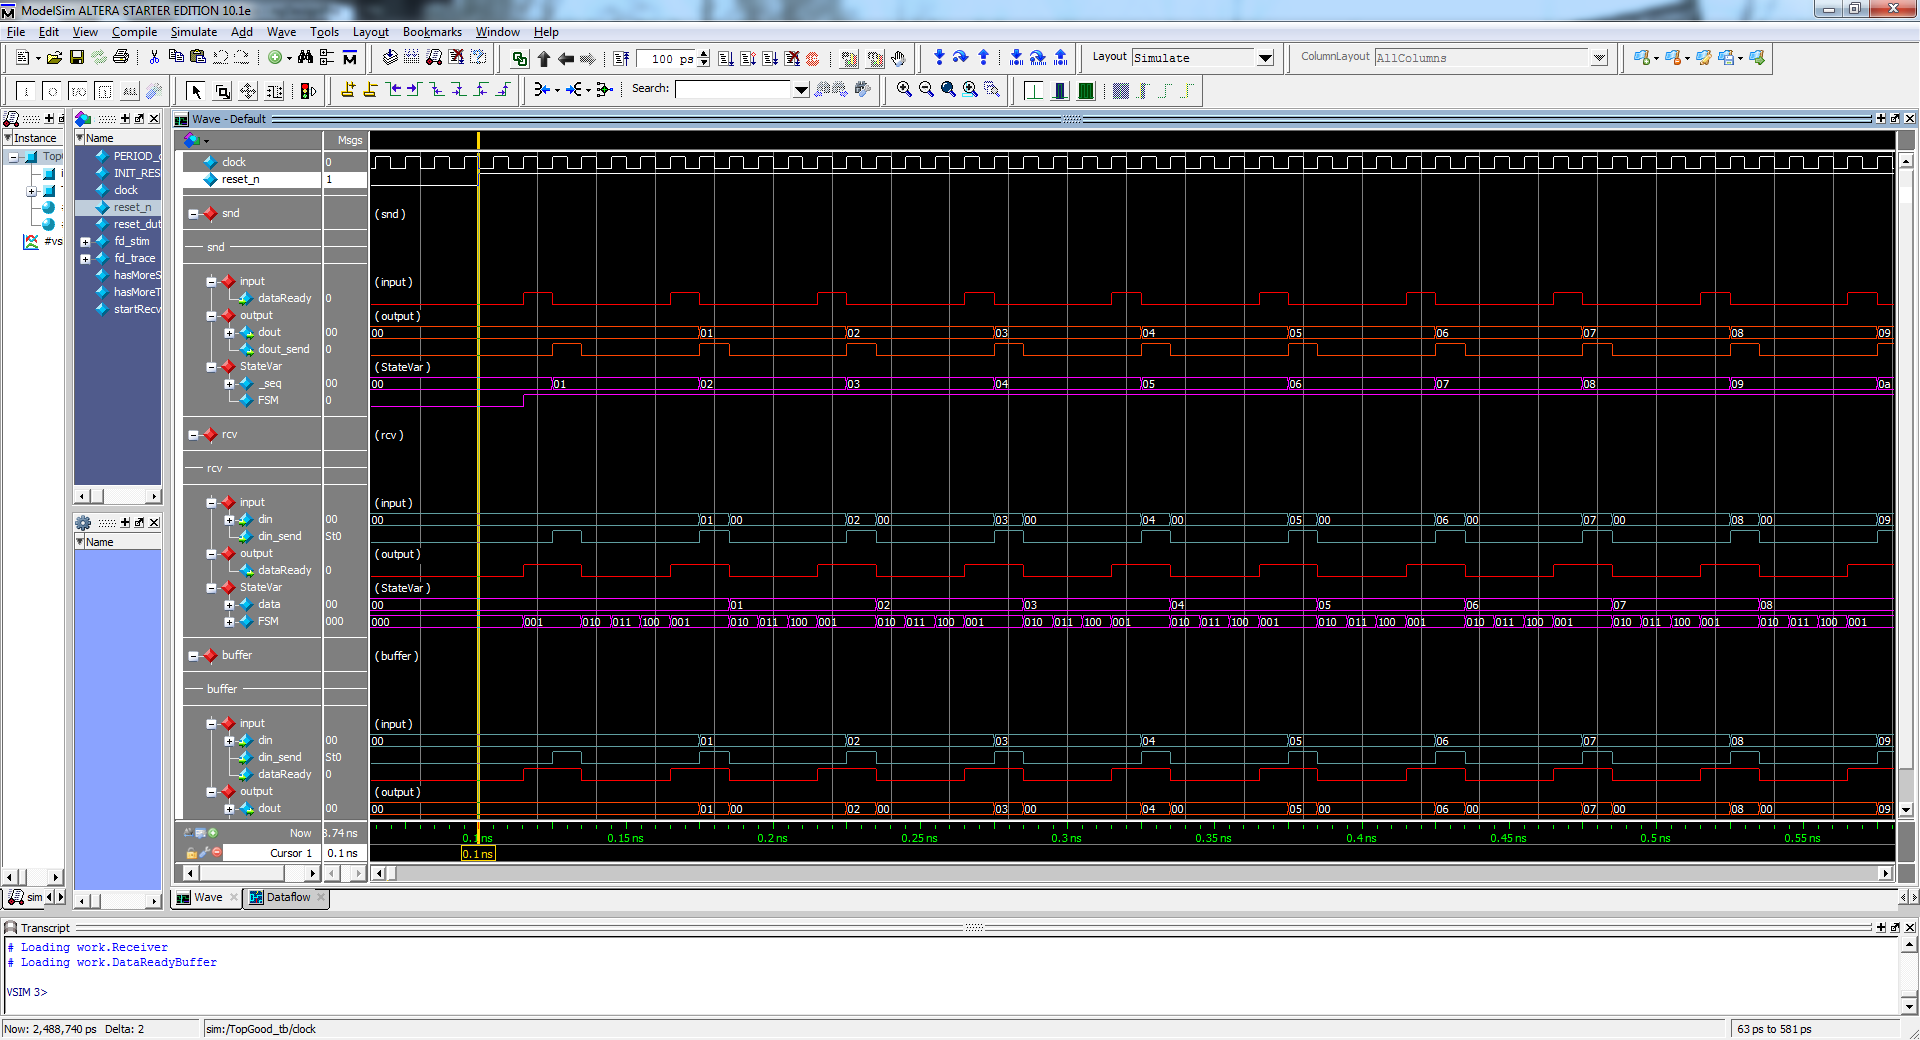 ModelSim ALTERA STARTER EDITION 10.1e
File Edit View Compile Simulate Add Wave Tools Layout Bookmarks Window Help
100 ps
Layout Simulate
ColumnLayout AllColumns
Search:
Instance
Name
Wave - Default
Msgs
PERIOD_
INIT_RES
clock
reset_n
reset_dut
fd_stim
fd_trace
hasMoreS
hasMoreT
startRecv
#vs
Name
clock 0
reset_n 1
snd (snd)
snd
input (input)
dataReady 0
output (output)
dout 00 00 01 02 03 04 05 06 07 08 09
dout_send 0
StateVar (StateVar)
_seq 00 00 01 02 03 04 05 06 07 08 09 0a
FSM 0
rcv (rcv)
rcv
input (input)
din 00 00 01 00 02 00 03 00 04 00 05 00 06 00 07 00 08 00 09
din_send St0
output (output)
dataReady 0
StateVar (StateVar)
data 00 00 01 02 03 04 05 06 07 08
FSM 000 000 001 010 011 100 001 010 011 100 001 010 011 100 001 010 011 100 001 010 011 100 001 010 011 100 001 010 011 100 001 010 011 100 001 010 011 100 001
buffer (buffer)
buffer
input (input)
din 00 00 01 02 03 04 05 06 07 08 09
din_send St0
dataReady 0
output (output)
dout 00 00 01 00 02 00 03 00 04 00 05 00 06 00 07 00 08 00 09
Now 3.74 ns 0.1 ns 0.15 ns 0.2 ns 0.25 ns 0.3 ns 0.35 ns 0.4 ns 0.45 ns 0.5 ns 0.55 ns
Cursor 1 0.1 ns 0.1 ns
sim
Wave Dataflow
Transcript
# Loading work.Receiver
# Loading work.DataReadyBuffer
VSIM 3>
Now: 2,488,740 ps Delta: 2 sim:/TopGood_tb/clock 63 ps to 581 ps